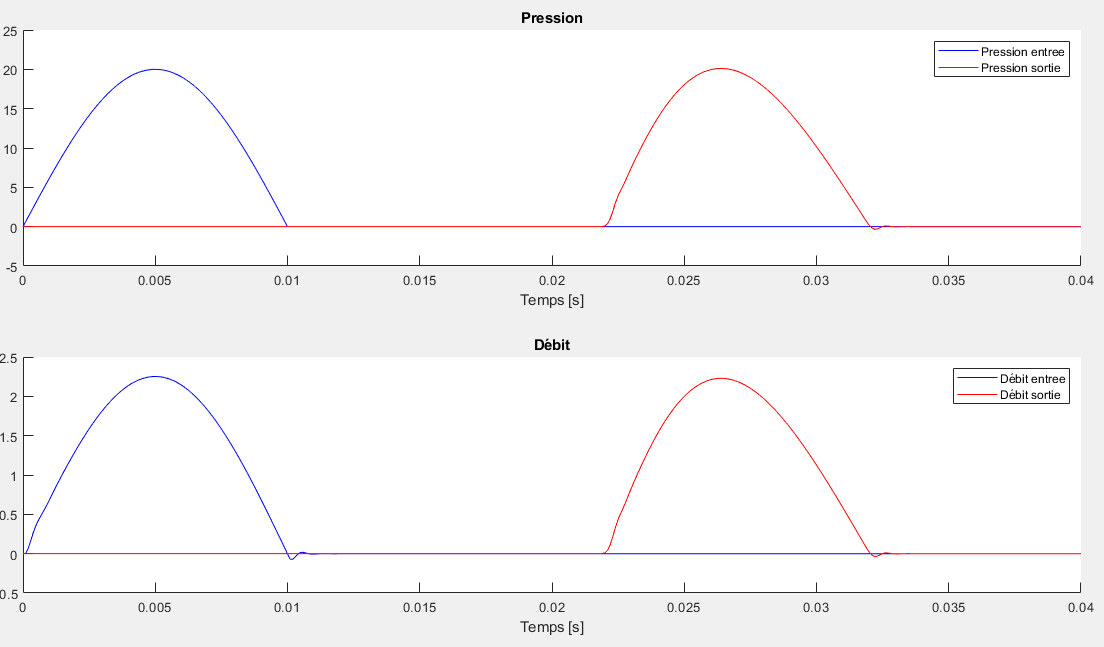 Pression
25
20
15
10
5
0
-5
Pression entree
Pression sortie
0 0.005 0.01 0.015 0.02 0.025 0.03 0.035 0.04
Temps [s]
Débit
2.5
2
1.5
1
0.5
0
0.5
Débit entree
Débit sortie
0 0.005 0.01 0.015 0.02 0.025 0.03 0.035 0.04
Temps [s]